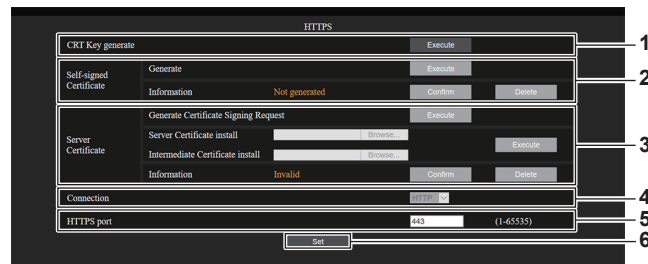 HTTPS
CRT Key generate Execute 1
Self-signed Certificate Generate Execute 2
Information Not generated Confirm Delete
Server Certificate Generate Certificate Signing Request Execute 3
Server Certificate install Browse...
Intermediate Certificate install Browse... Execute
Information Invalid Confirm Delete
Connection HTTP 4
HTTPS port 443 (1-65535) 5
Set 6